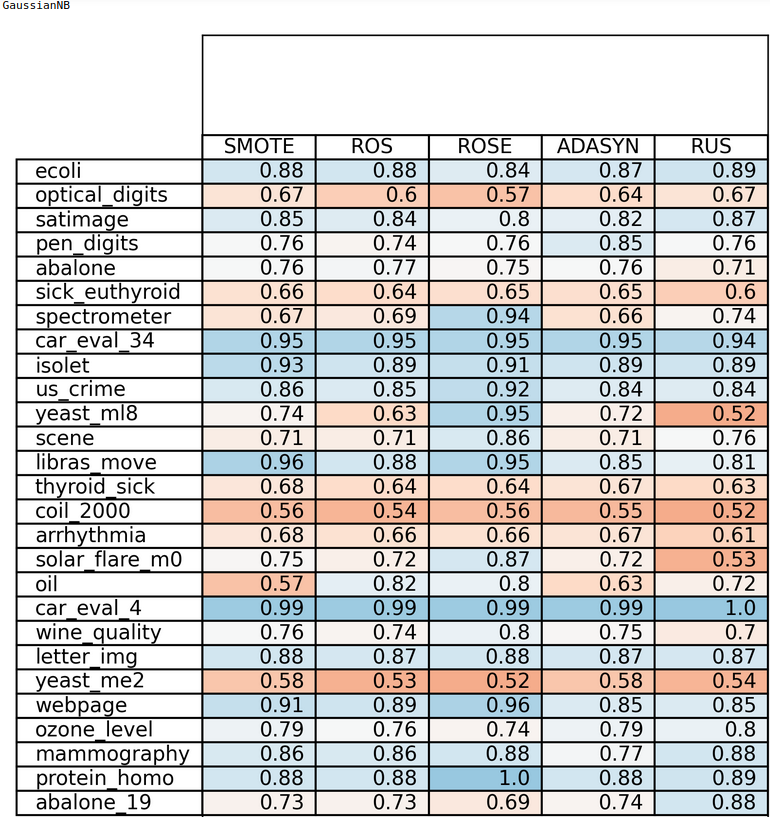 GaussianNB
SMOTE ROS ROSE ADASYN RUS
ecoli 0.88 0.88 0.84 0.87 0.89
optical_digits 0.67 0.6 0.57 0.64 0.67
satimage 0.85 0.84 0.8 0.82 0.87
pen_digits 0.76 0.74 0.76 0.85 0.76
abalone 0.76 0.77 0.75 0.76 0.71
sick_euthyroid 0.66 0.64 0.65 0.65 0.6
spectrometer 0.67 0.69 0.94 0.66 0.74
car_eval_34 0.95 0.95 0.95 0.95 0.94
isolet 0.93 0.89 0.91 0.89 0.89
us_crime 0.86 0.85 0.92 0.84 0.84
yeast_ml8 0.74 0.63 0.95 0.72 0.52
scene 0.71 0.71 0.86 0.71 0.76
libras_move 0.96 0.88 0.95 0.85 0.81
thyroid_sick 0.68 0.64 0.64 0.67 0.63
coil_2000 0.56 0.54 0.56 0.55 0.52
arrhythmia 0.68 0.66 0.66 0.67 0.61
solar_flare_m0 0.75 0.72 0.87 0.72 0.53
oil 0.57 0.82 0.8 0.63 0.72
car_eval_4 0.99 0.99 0.99 0.99 1.0
wine_quality 0.76 0.74 0.8 0.75 0.7
letter_img 0.88 0.87 0.88 0.87 0.87
yeast_me2 0.58 0.53 0.52 0.58 0.54
webpage 0.91 0.89 0.96 0.85 0.85
ozone_level 0.79 0.76 0.74 0.79 0.8
mammography 0.86 0.86 0.88 0.77 0.88
protein_homo 0.88 0.88 1.0 0.88 0.89
abalone_19 0.73 0.73 0.69 0.74 0.88